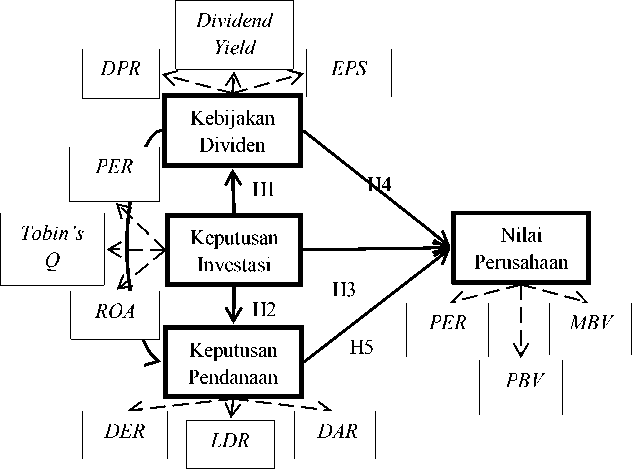 Dividend
Yield
DPR
EPS
Kebijakan
Dividen
PER
H1
H4
Tobin's
Q
Keputusan
Investasi
Nilai
Perusahaan
ROA
H2
H3
PER
MBV
Keputusan
Pendanaan
H5
PBV
DER
LDR
DAR